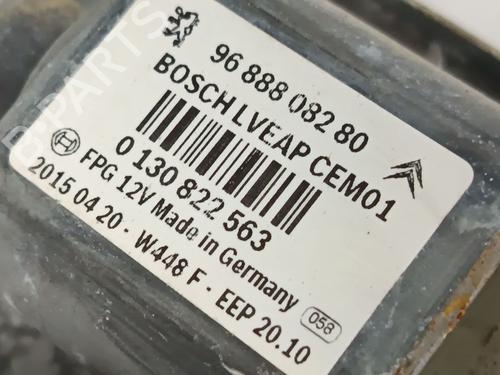 96 888 082 80
BOSCH LVEAP CEM01
0 130 822 563
FPG 12V Made in Germany
2015 04 20 - W448 F - EEP 20.10
058
B-PARTS